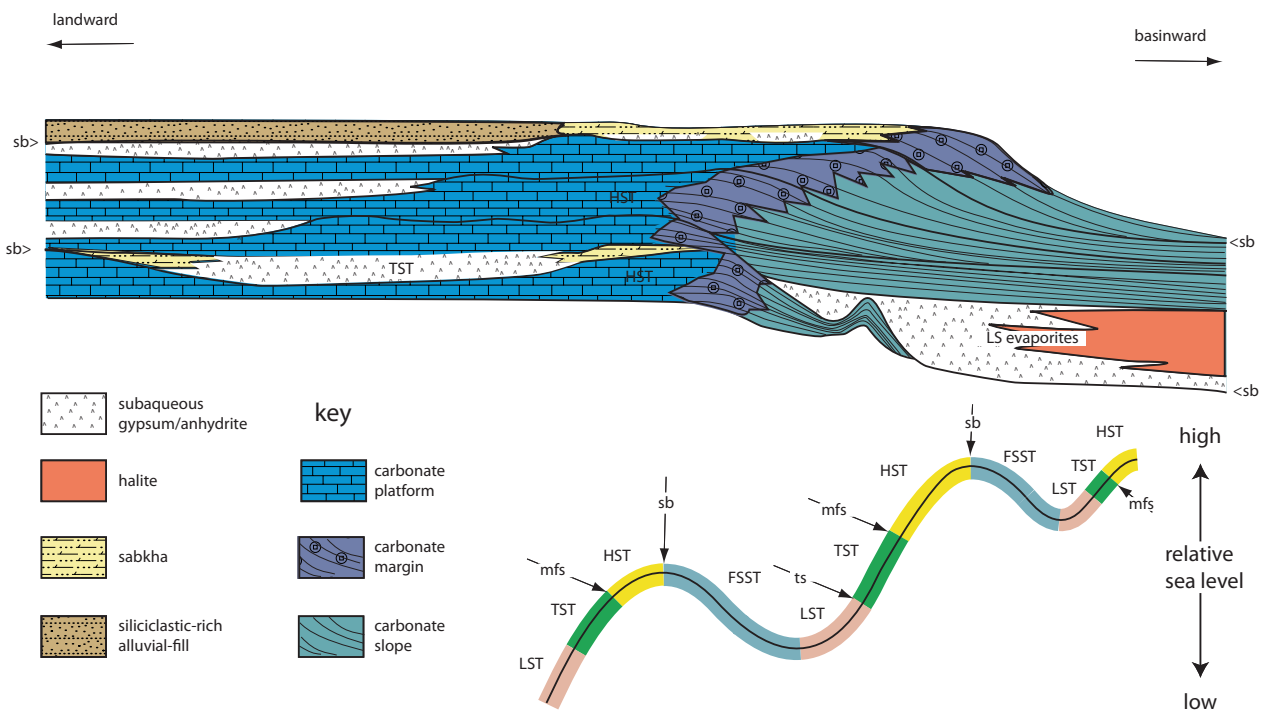 landward
basinward
sb>
HST
sb>
<sb
TST
HST
LS evaporites
<sb
subaqueous
gypsum/anhydrite
key
halite
carbonate
platform
sabkha
carbonate
margin
siliciclastic-rich
alluvial-fill
carbonate
slope
sb
HST
high
FSST
HST
TST
LST
mfs
sb
mfs
TST
HST
mfs
relative
sea level
FSST
ts
TST
LST
LST
low